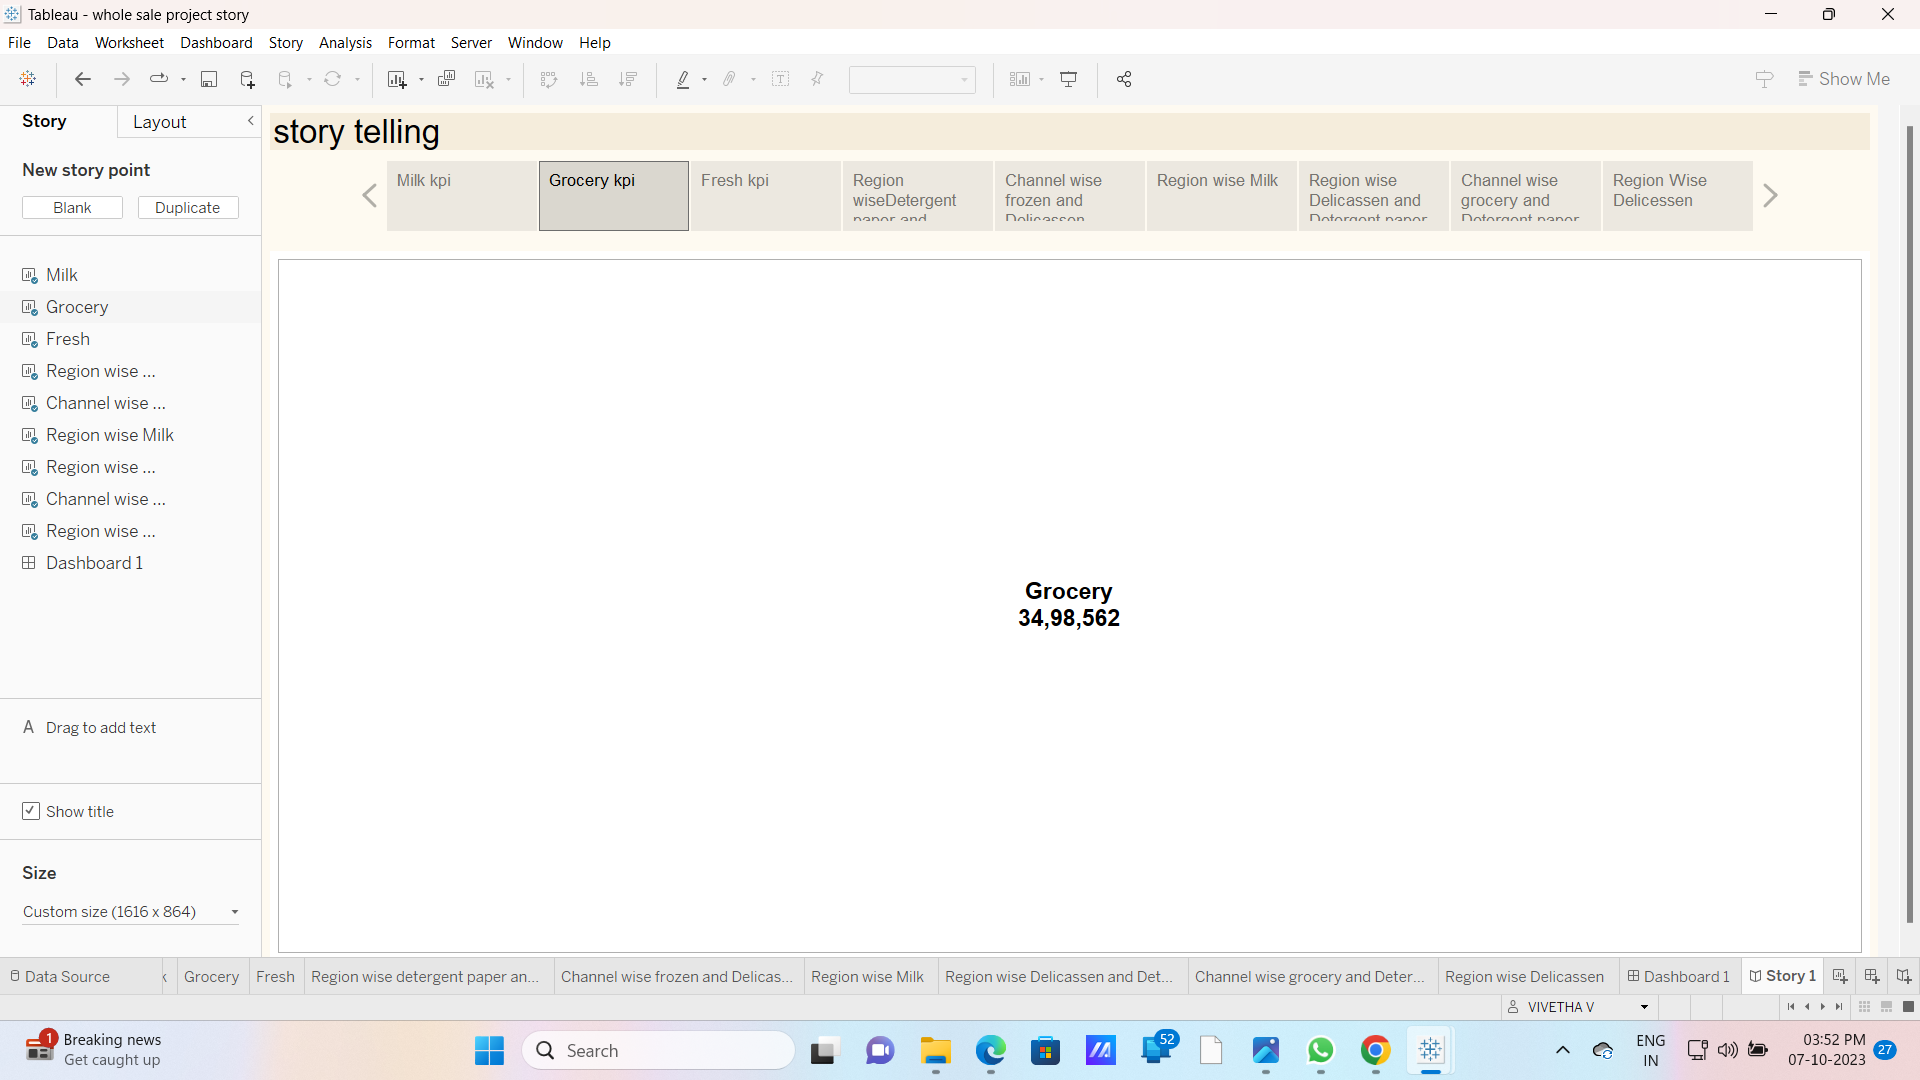 Tableau - whole sale project story
File Data Worksheet Dashboard Story Analysis Format Server Window Help
Show Me
Story
Layout
New story point
Blank
Duplicate
Milk
Grocery
Fresh
Region wise ...
Channel wise ...
Region wise Milk
Region wise ...
Channel wise ...
Region wise ...
Dashboard 1
A Drag to add text
Show title
Size
Custom size (1616 x 864)
story telling
Milk kpi
Grocery kpi
Fresh kpi
Region
wiseDetergent
paper and
Channel wise
frozen and
Delicassen
Region wise Milk
Region wise
Delicassen and
Detergent paper
Channel wise
grocery and
Detergent paper
Region Wise
Delicessen
Grocery
34,98,562
Data Source
k
Grocery
Fresh
Region wise detergent paper an...
Channel wise frozen and Delicas...
Region wise Milk
Region wise Delicassen and Det...
Channel wise grocery and Deter...
Region wise Delicassen
Dashboard 1
Story 1
VIVETHA V
1
Breaking news
Get caught up
Search
52
ENG
IN
03:52 PM
07-10-2023
27